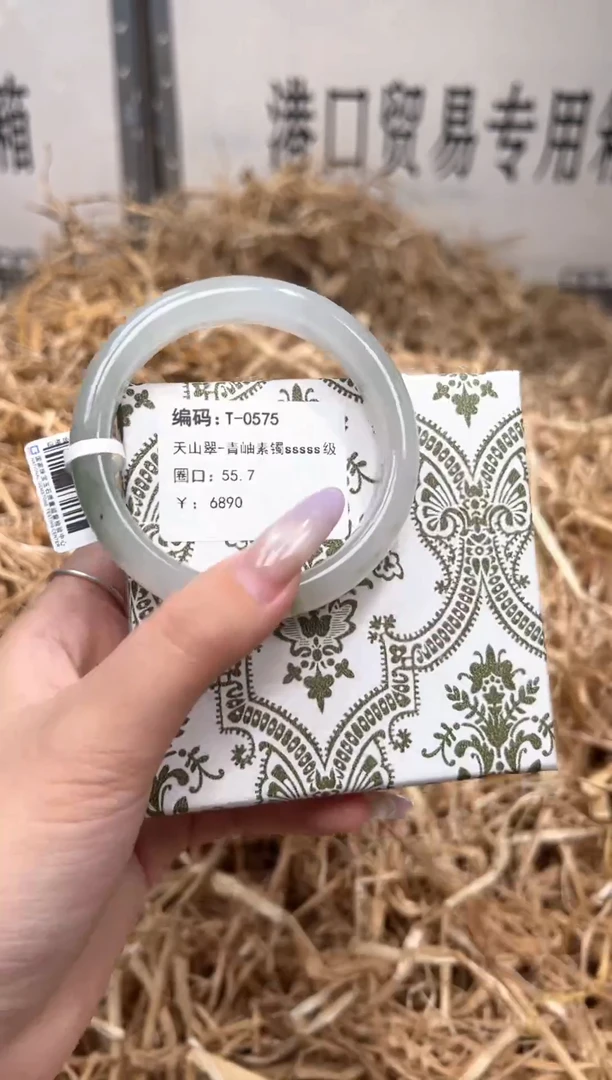 箱
港口贸易专用
编码：T-0575
天山翠-青岫素镯sssss级
圈口：55.7
￥：6890